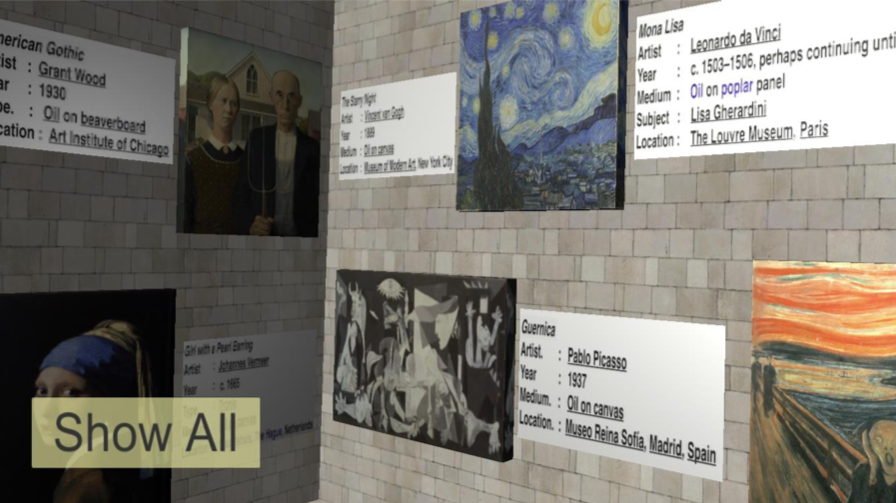 American Gothic
Grant Wood
: 1930
: Oil on beaverboard
Location : Art Institute of Chicago
The Starry Night
Artist : Vincent van Gogh
Year : 1889
Medium : Oil on canvas
Location : Museum of Modern Art, New York City
Mona Lisa
Artist : Leonardo da Vinci
Year : c. 1503–1506, perhaps continuing until
Medium : Oil on poplar panel
Subject : Lisa Gherardini
Location : The Louvre Museum, Paris
Girl with a Pearl Earring
Artist : Johannes Vermeer
Year : c. 1665
Hague, Netherlands
Guernica
Artist. : Pablo Picasso
Year : 1937
Medium. : Oil on canvas
Location. : Museo Reina Sofía, Madrid, Spain
Show All